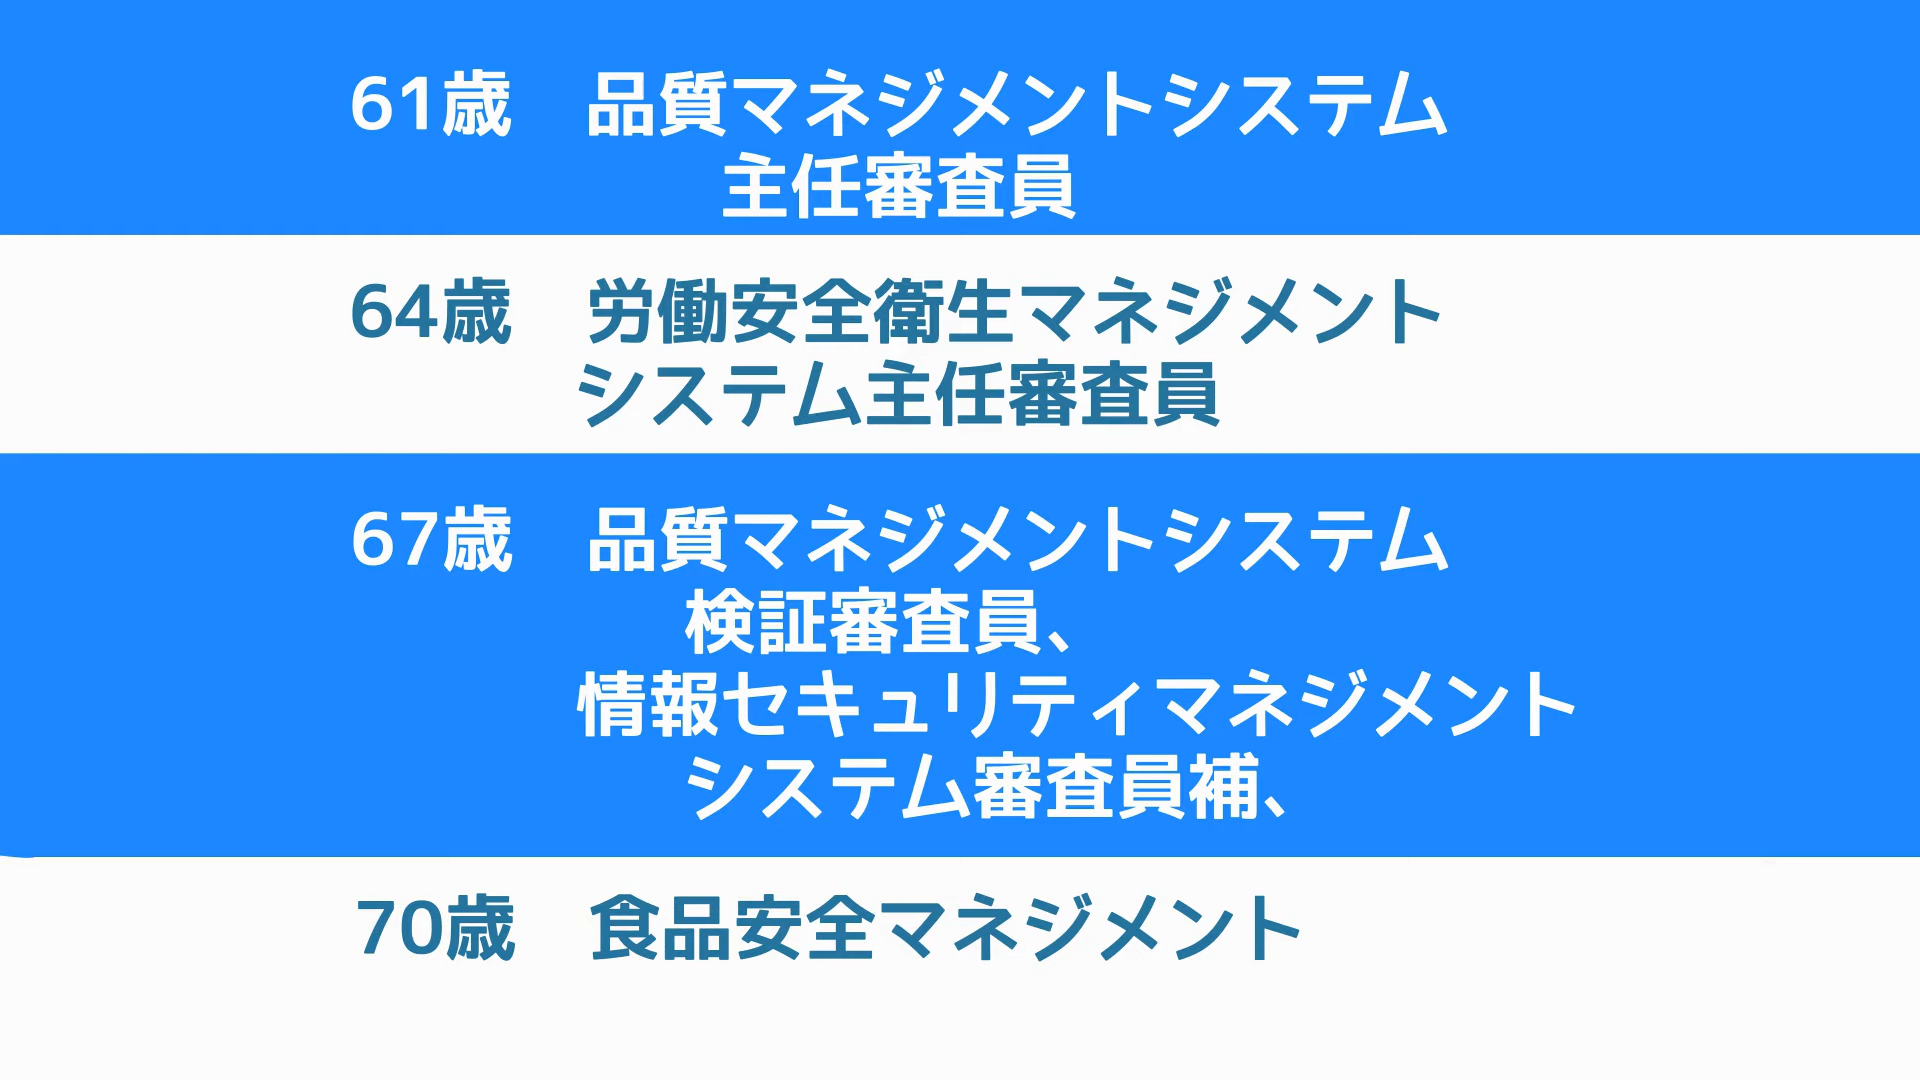 61歳　品質マネジメントシステム
主任審査員
64歳　労働安全衛生マネジメント
システム主任審査員
67歳　品質マネジメントシステム
検証審査員、
情報セキュリティマネジメント
システム審査員補、
70歳　食品安全マネジメント